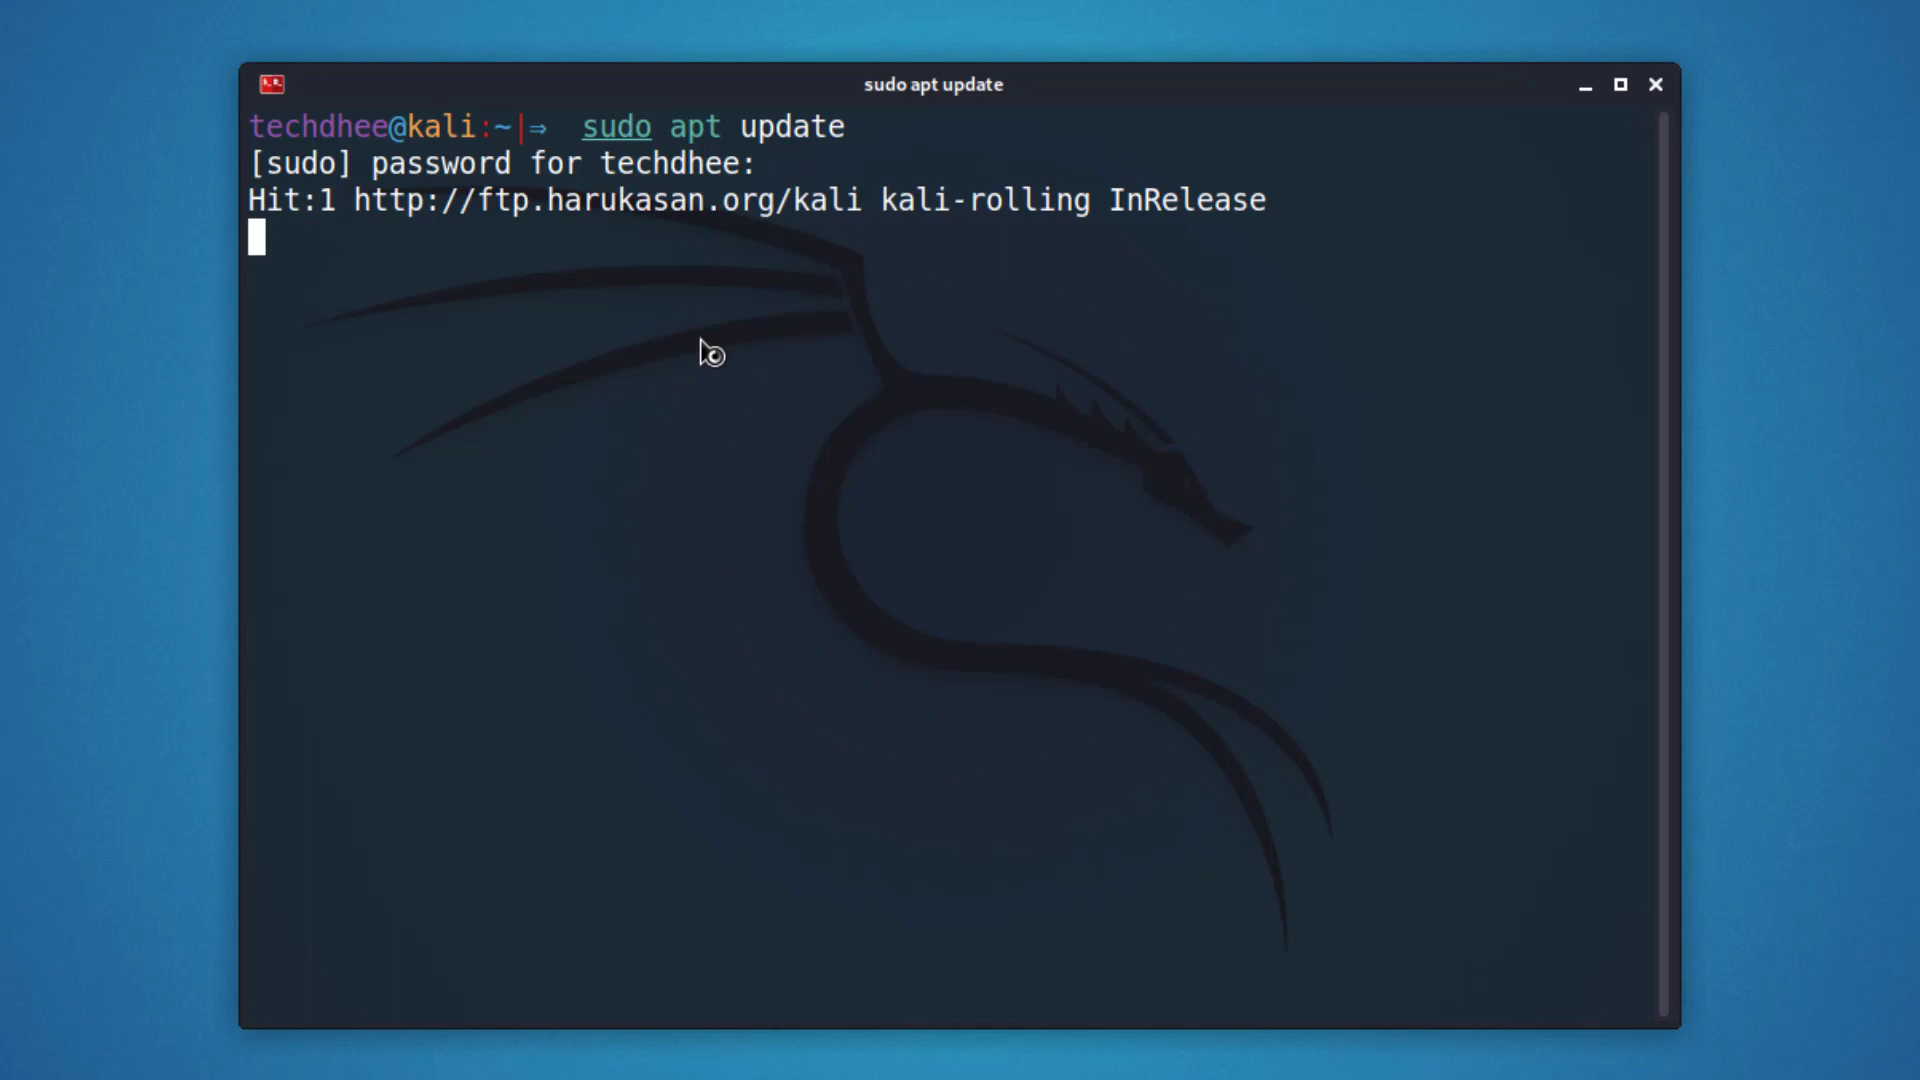 sudo apt update
techdhee@kali:~|⇒  sudo apt update
[sudo] password for techdhee:
Hit:1 http://ftp.harukasan.org/kali kali-rolling InRelease